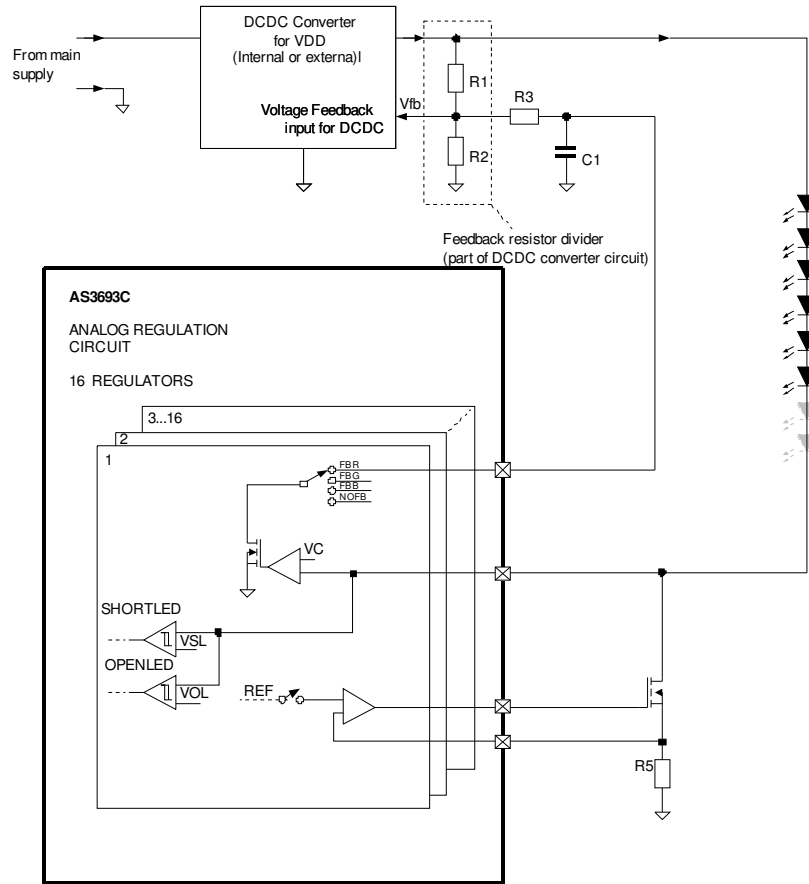 DCDC Converter
for VDD
(Internal or externa)l
From main
supply
Voltage Feedback
input for DCDC
Vfb
R1
R2
R3
C1
Feedback resistor divider
(part of DCDC converter circuit)
AS3693C
ANALOG REGULATION
CIRCUIT
16 REGULATORS
3...16
2
1
FBR
FBG
FBB
NOFB
VC
SHORTLED
VSL
OPENLED
VOL
REF
R5